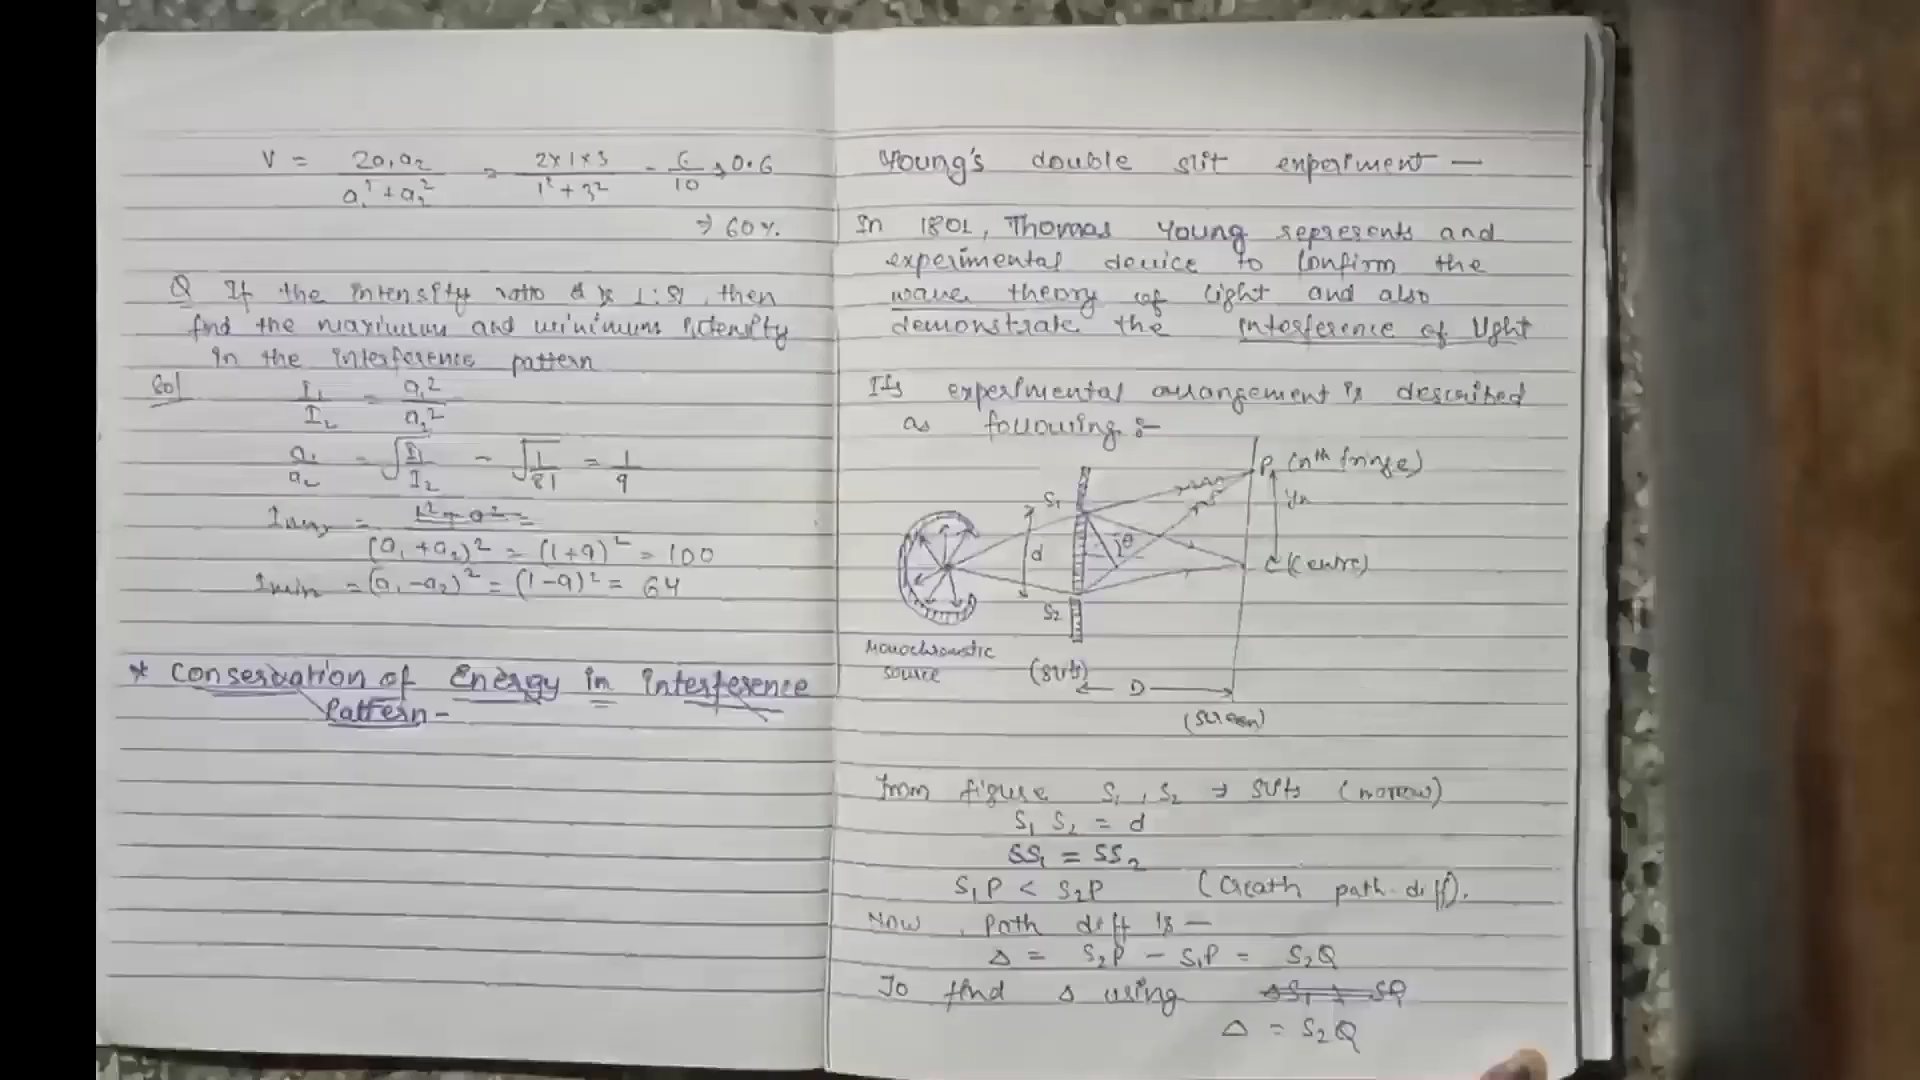 V = 2a₁a₂ / a₁² + a₂² = 2×1×3 / 1²+3² - 6/10 → 0.6
⇒ 60%.
Q If the intensity ratio is 1:81, then
find the maximum and minimum intensity
in the interference pattern
Sol I₁/I₂ = a₁²/a₂²
a₁/a₂ = √I₁/I₂ - √1/81 = 1/9
Imax =
(a₁+a₂)² = (1+9)² = 100
Imin = (a₁-a₂)² = (1-9)² = 64
* Conservation of Energy in interference
Pattern -
Young's double slit experiment —
In 1801, Thomas Young represents and
experimental device to confirm the
wave theory of light and also
demonstrate the interference of light
Its experimental arrangement is described
as following :-
P (nth fringe)
S₁
yn
d
θ
C (centre)
S₂
Monochromatic
source
(slits)
D
(screen)
From figure S₁, S₂ → slits (narrow)
S₁ S₂ = d
SS₁ = SS₂
S₁P < S₂P (Create path diff).
Now, path diff is —
Δ = S₂P - S₁P = S₂Q
To find Δ using
Δ = S₂Q